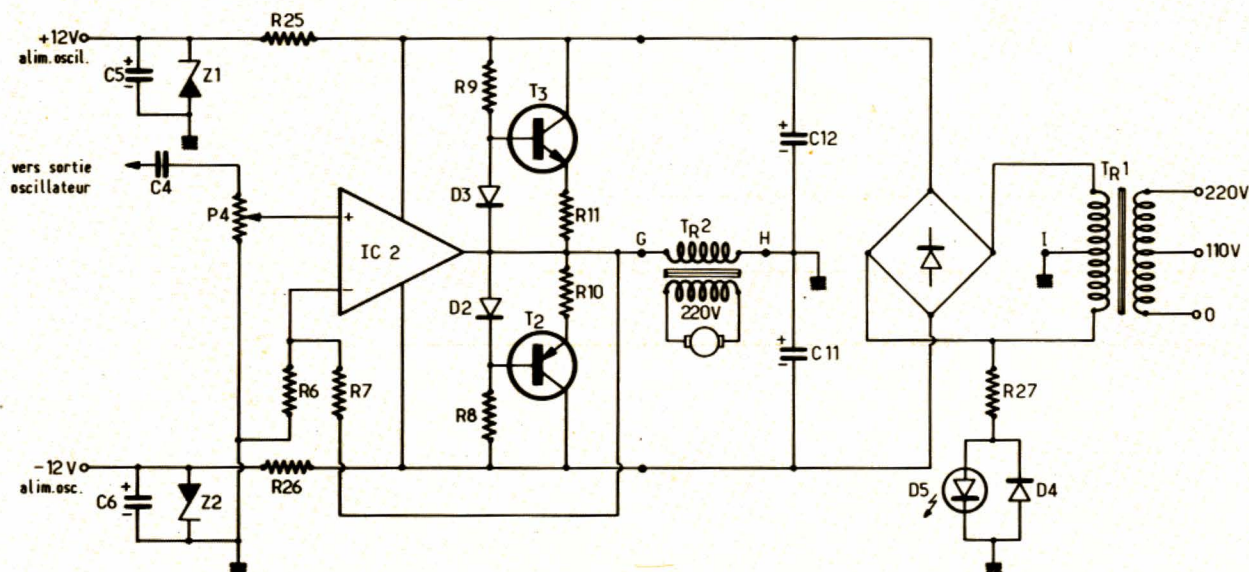 R25
+12V
alim.oscil.
+
C5
-
Z1
R9
T3
+
C12
-
vers sortie
oscillateur
C4
P4
+
IC 2
-
D3
R11
G
TR2
H
TR1
220V
I
110V
0
D2
R10
220V
T2
+
C11
-
R6
R7
R8
R27
-12V
alim.osc.
R26
+
C6
-
Z2
D5
D4